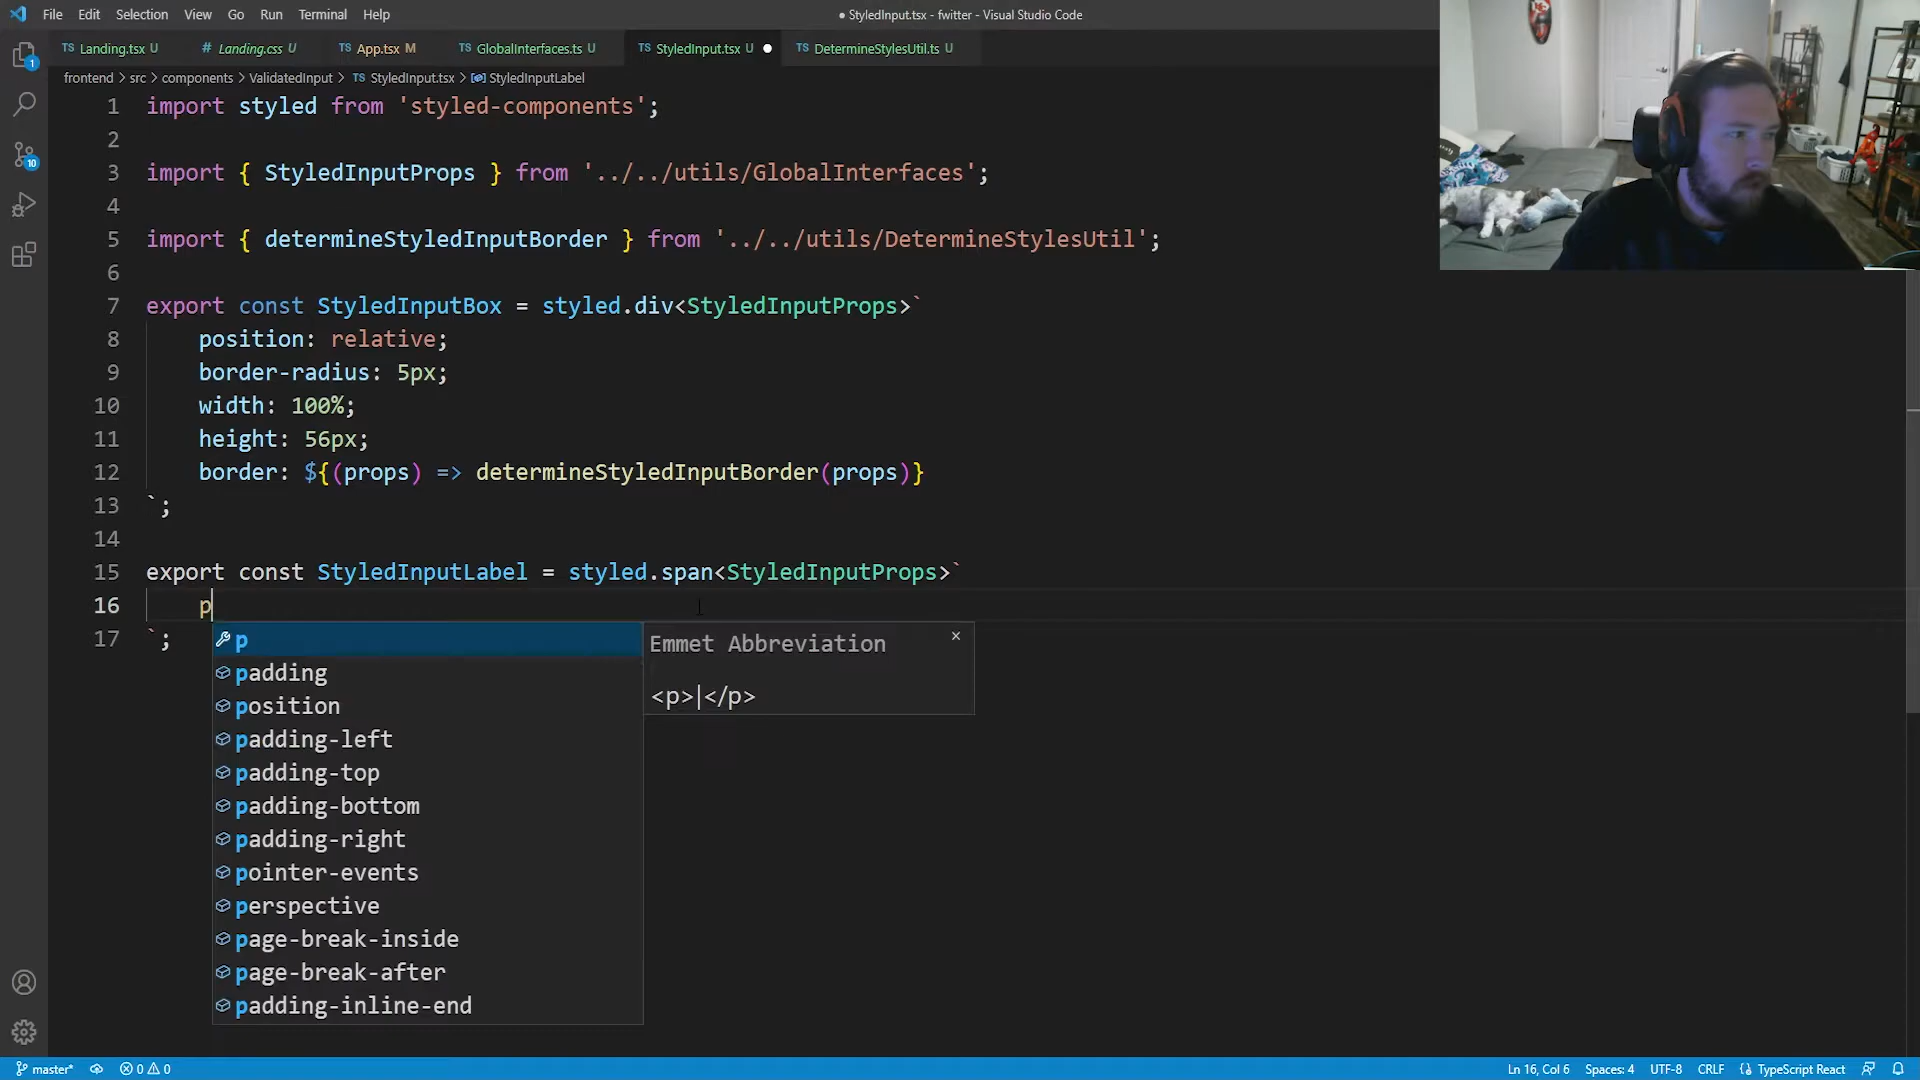 File Edit Selection View Go Run Terminal Help
● StyledInput.tsx - fwitter - Visual Studio Code
TS Landing.tsx U
# Landing.css U
TS App.tsx M
TS GlobalInterfaces.ts U
TS StyledInput.tsx U ●
TS DetermineStylesUtil.ts U
frontend > src > components > ValidatedInput > TS StyledInput.tsx > StyledInputLabel
1 import styled from 'styled-components';
2
3 import { StyledInputProps } from '../../utils/GlobalInterfaces';
4
5 import { determineStyledInputBorder } from '../../utils/DetermineStylesUtil';
6
7 export const StyledInputBox = styled.div<StyledInputProps>`
8 position: relative;
9 border-radius: 5px;
10 width: 100%;
11 height: 56px;
12 border: ${(props) => determineStyledInputBorder(props)}
13 `;
14
15 export const StyledInputLabel = styled.span<StyledInputProps>`
16 p
17 `;
p
padding
position
padding-left
padding-top
padding-bottom
padding-right
pointer-events
perspective
page-break-inside
page-break-after
padding-inline-end
Emmet Abbreviation ×
<p>|</p>
1
10
master* 0 0
Ln 16, Col 6 Spaces: 4 UTF-8 CRLF {} TypeScript React